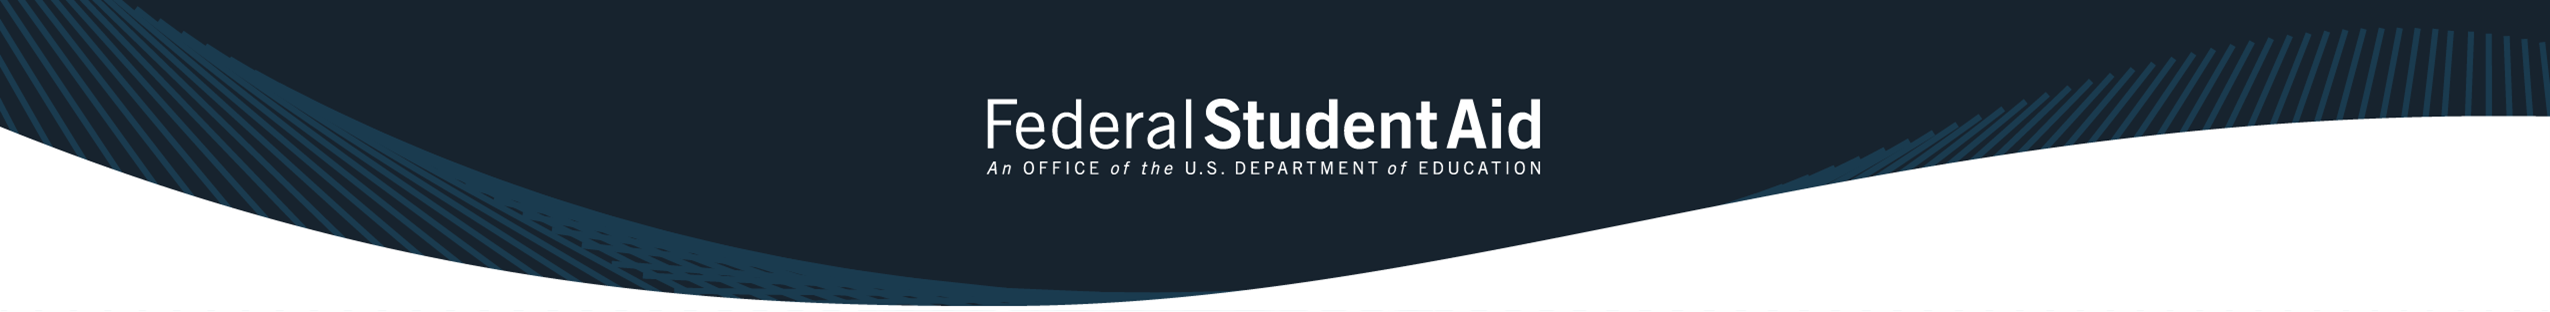 Federal Student Aid
An OFFICE of the U.S. DEPARTMENT of EDUCATION